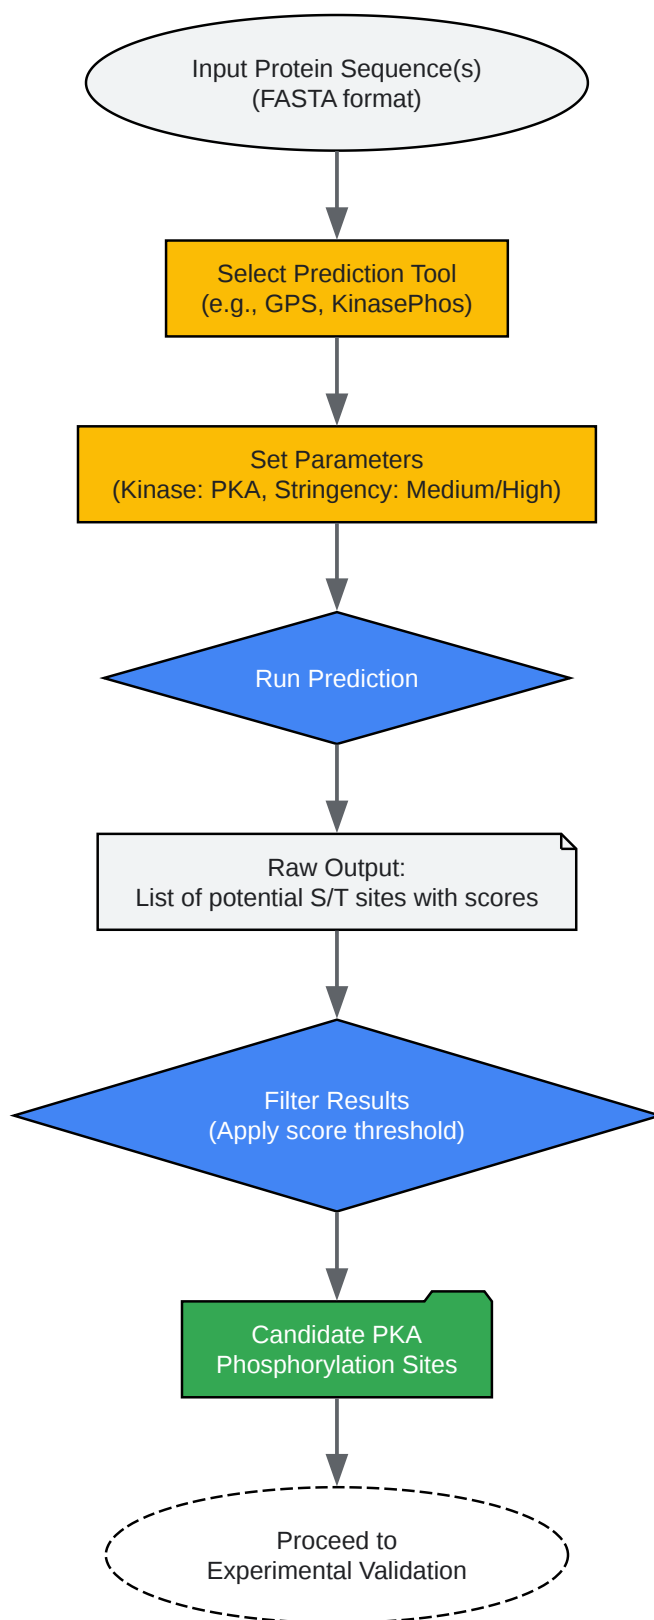 Input Protein Sequence(s)
(FASTA format)
Select Prediction Tool
(e.g., GPS, KinasePhos)
Set Parameters
(Kinase: PKA, Stringency: Medium/High)
Run Prediction
Raw Output:
List of potential S/T sites with scores
Filter Results
(Apply score threshold)
Candidate PKA
Phosphorylation Sites
Proceed to
Experimental Validation